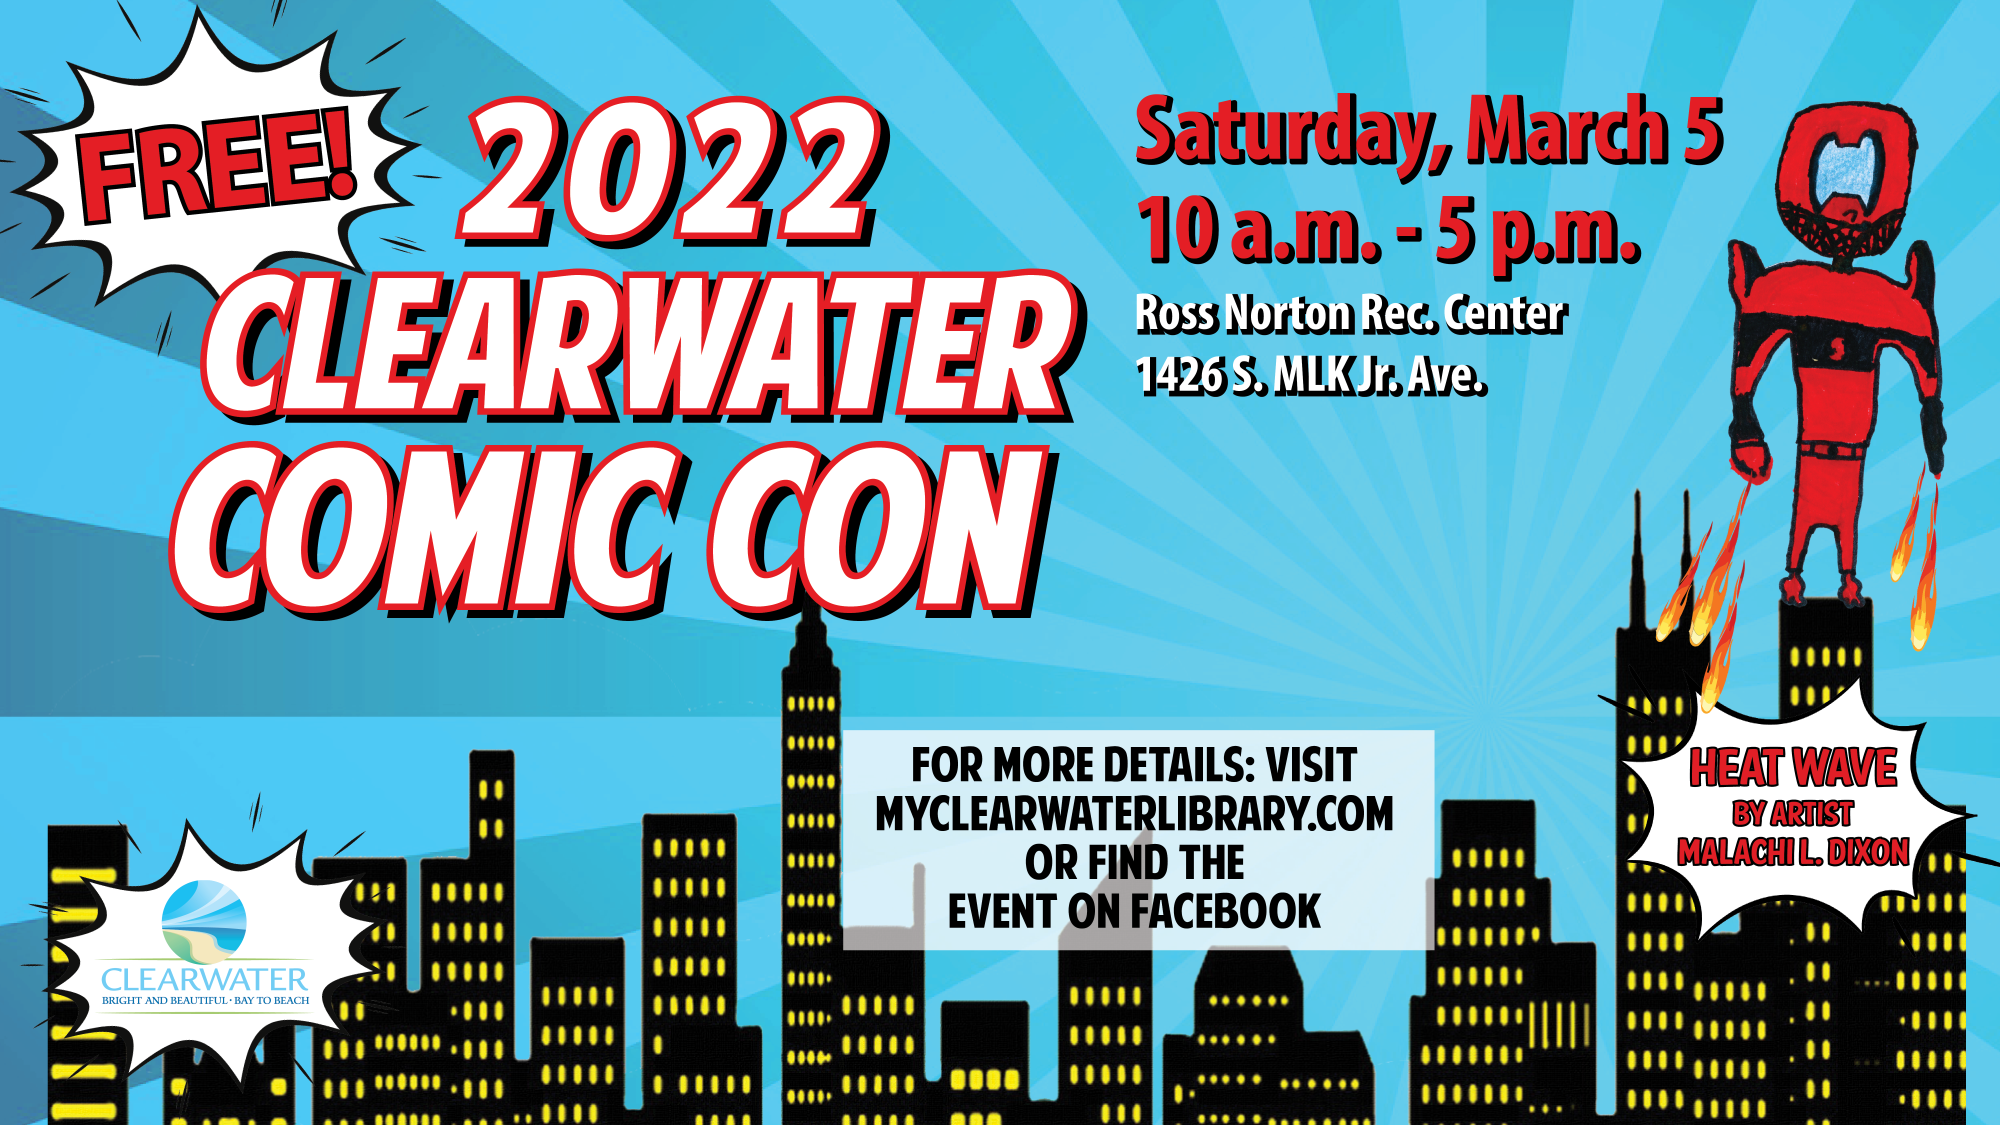 FREE!
2022
CLEARWATER
COMIC CON
Saturday, March 5
10 a.m. - 5 p.m.
Ross Norton Rec. Center
1426 S. MLK Jr. Ave.
FOR MORE DETAILS: VISIT
MYCLEARWATERLIBRARY.COM
OR FIND THE
EVENT ON FACEBOOK
HEAT WAVE
BY ARTIST
MALACHI L. DIXON
CLEARWATER
BRIGHT AND BEAUTIFUL • BAY TO BEACH